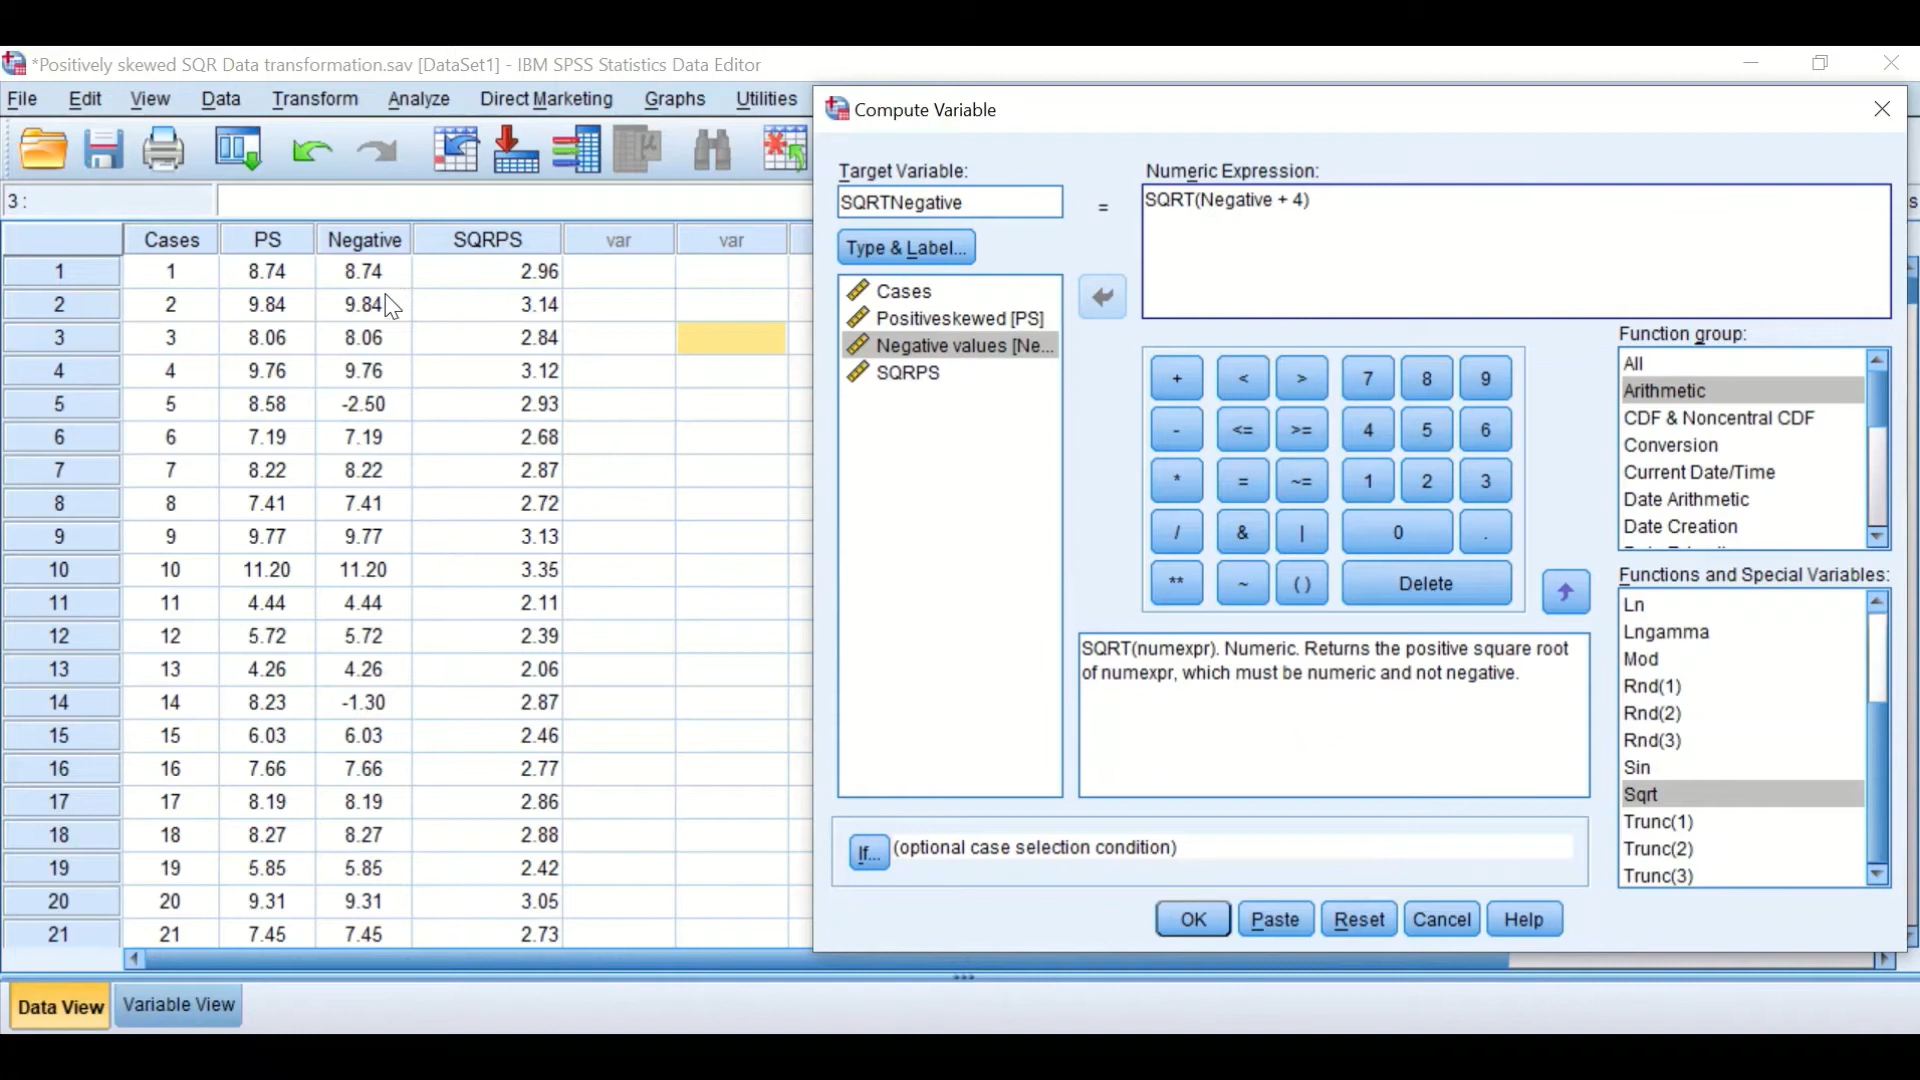 *Positively skewed SQR Data transformation.sav [DataSet1] - IBM SPSS Statistics Data Editor
File Edit View Data Transform Analyze Direct Marketing Graphs Utilities
3 :
Cases PS Negative SQRPS var var
1 1 8.74 8.74 2.96
2 2 9.84 9.84 3.14
3 3 8.06 8.06 2.84
4 4 9.76 9.76 3.12
5 5 8.58 -2.50 2.93
6 6 7.19 7.19 2.68
7 7 8.22 8.22 2.87
8 8 7.41 7.41 2.72
9 9 9.77 9.77 3.13
10 10 11.20 11.20 3.35
11 11 4.44 4.44 2.11
12 12 5.72 5.72 2.39
13 13 4.26 4.26 2.06
14 14 8.23 -1.30 2.87
15 15 6.03 6.03 2.46
16 16 7.66 7.66 2.77
17 17 8.19 8.19 2.86
18 18 8.27 8.27 2.88
19 19 5.85 5.85 2.42
20 20 9.31 9.31 3.05
21 21 7.45 7.45 2.73
Data View Variable View
Compute Variable
Target Variable:
SQRTNegative
=
Numeric Expression:
SQRT(Negative + 4)
Type & Label...
Cases
Positiveskewed [PS]
Negative values [Ne...
SQRPS
+ < > 7 8 9
- <= >= 4 5 6
* = ~= 1 2 3
/ & | 0 .
** ~ ( ) Delete
Function group:
All
Arithmetic
CDF & Noncentral CDF
Conversion
Current Date/Time
Date Arithmetic
Date Creation
Functions and Special Variables:
Ln
Lngamma
Mod
Rnd(1)
Rnd(2)
Rnd(3)
Sin
Sqrt
Trunc(1)
Trunc(2)
Trunc(3)
SQRT(numexpr). Numeric. Returns the positive square root
of numexpr, which must be numeric and not negative.
If... (optional case selection condition)
OK Paste Reset Cancel Help